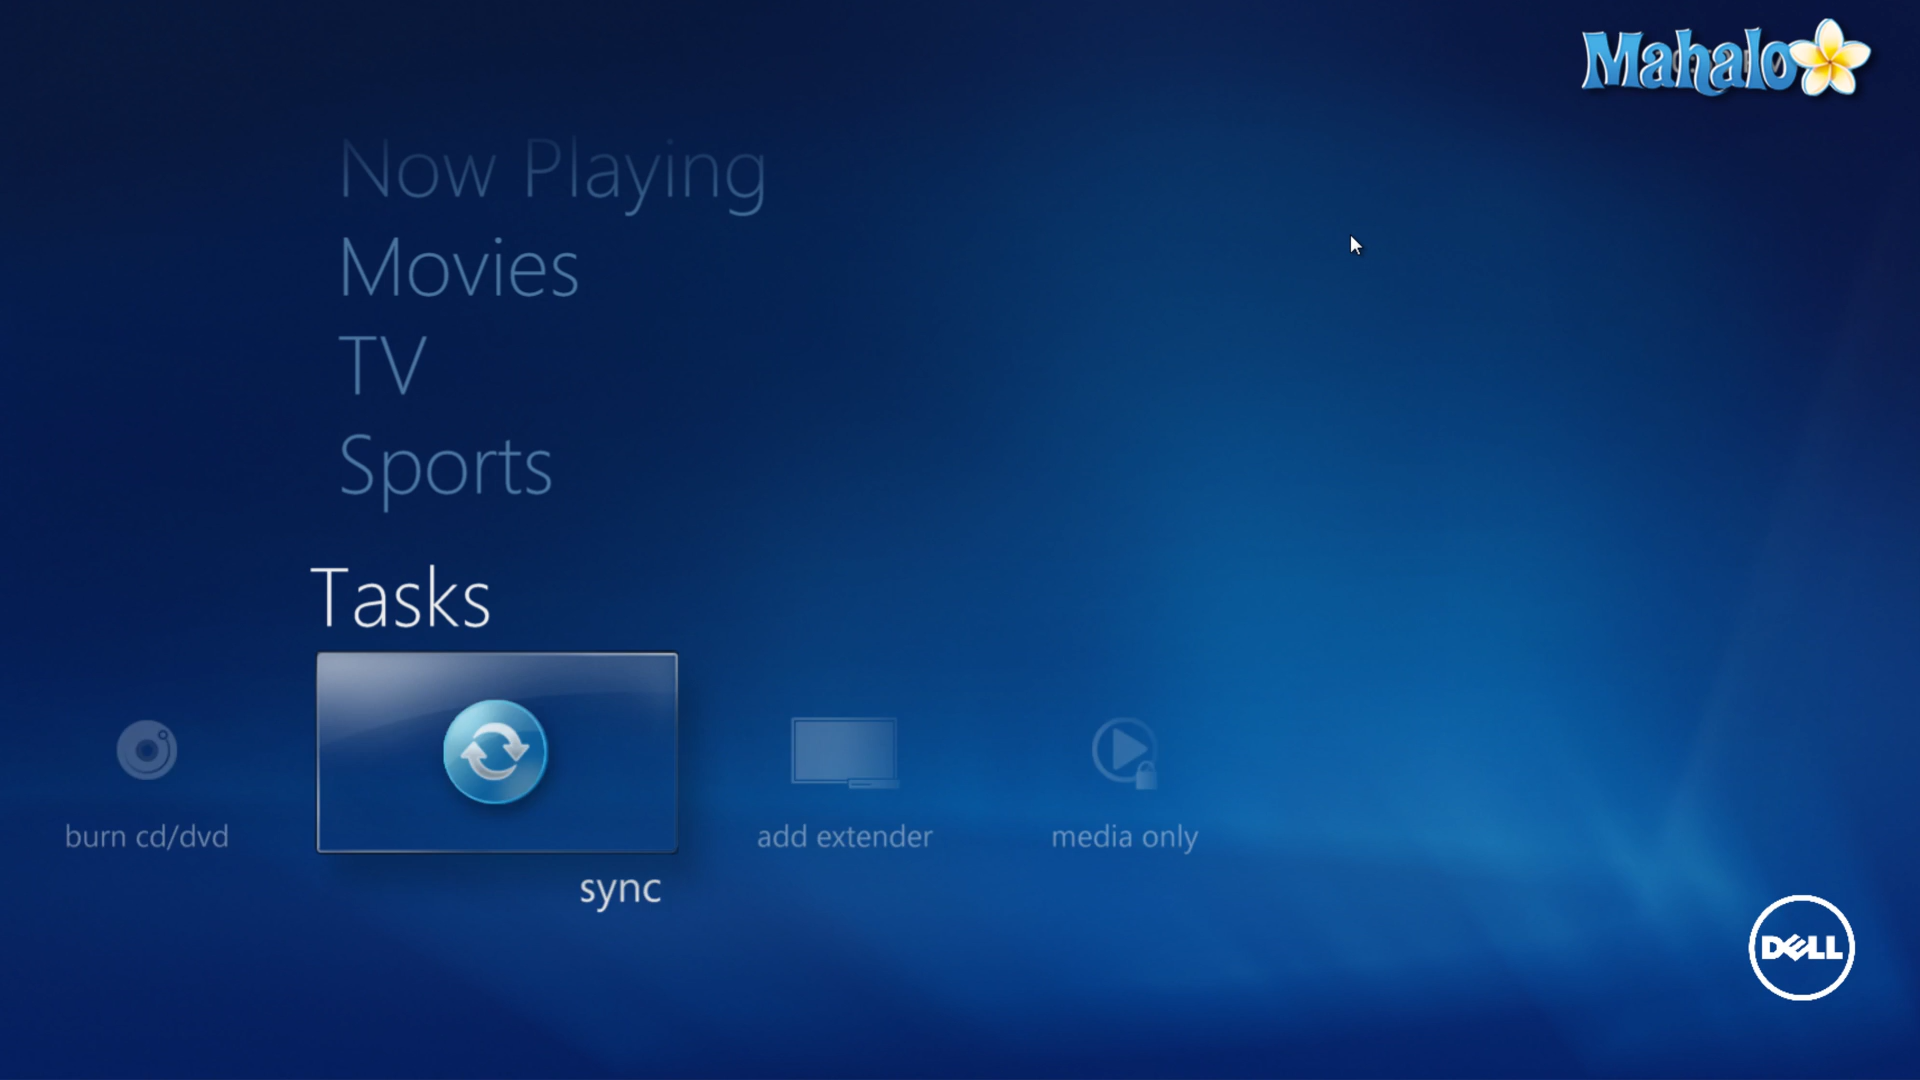 Mahalo
Now Playing
Movies
TV
Sports
Tasks
burn cd/dvd
sync
add extender
media only
DELL